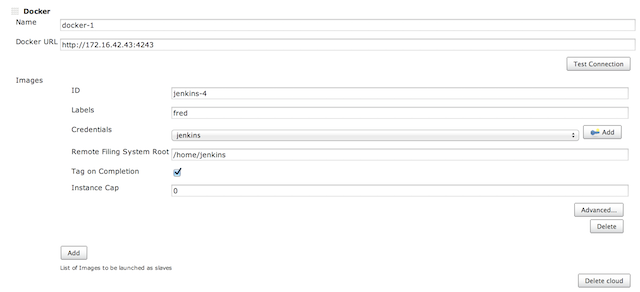 Docker
Name docker-1
Docker URL http://172.16.42.43:4243
Test Connection
Images
ID jenkins-4
Labels fred
Credentials jenkins Add
Remote Filing System Root /home/jenkins
Tag on Completion
Instance Cap 0
Advanced...
Delete
Add
List of Images to be launched as slaves
Delete cloud